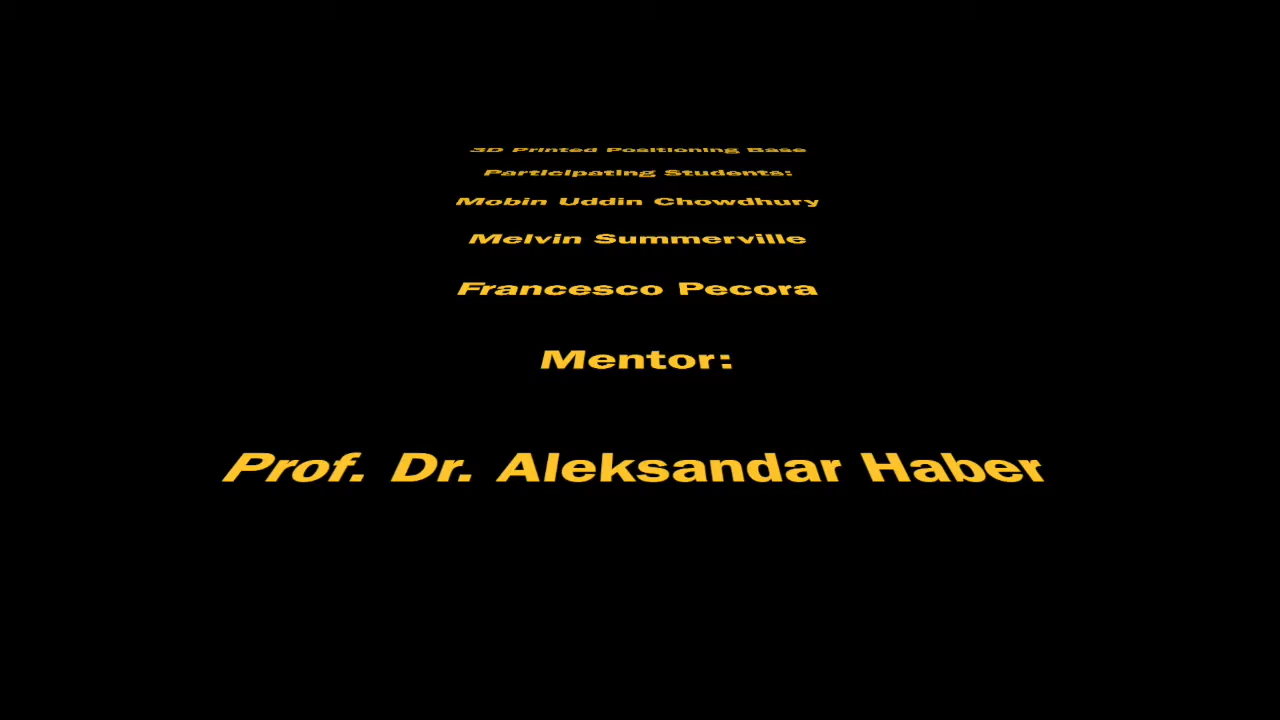 3D Printed Positioning Base
Participating Students:
Mobin Uddin Chowdhury
Melvin Summerville
Francesco Pecora
Mentor:
Prof. Dr. Aleksandar Haber